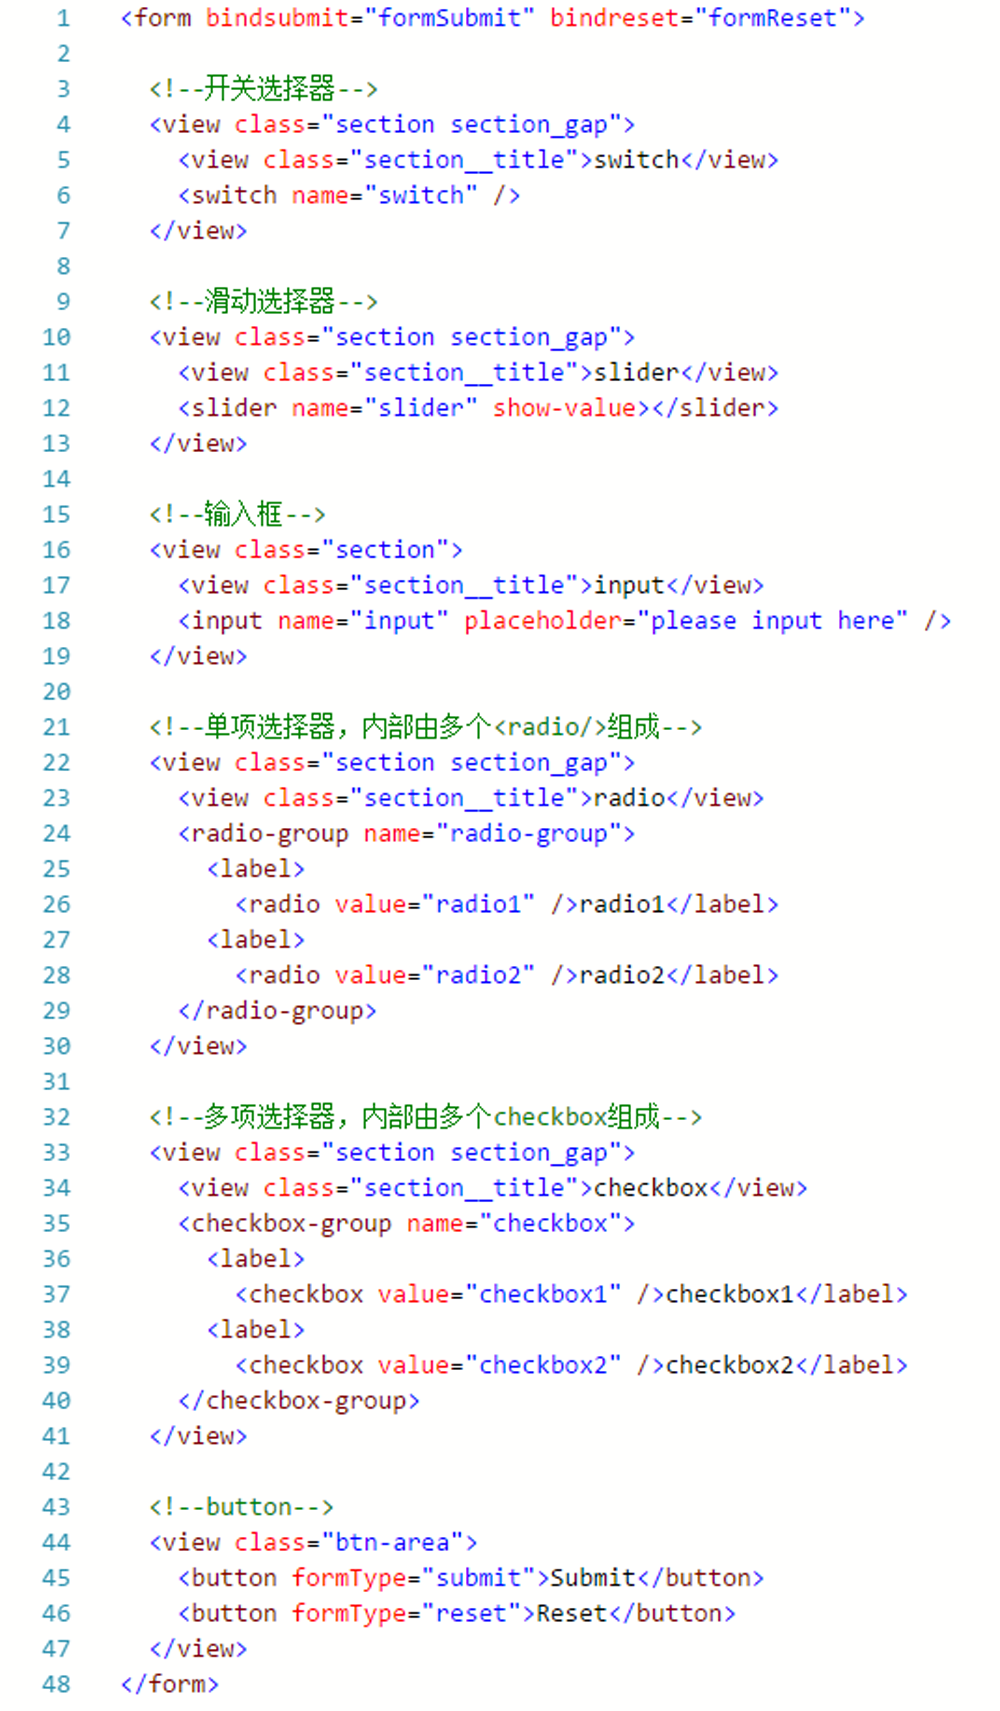 1 <form bindsubmit="formSubmit" bindreset="formReset">
2
3 <!--开关选择器-->
4 <view class="section section_gap">
5 <view class="section__title">switch</view>
6 <switch name="switch" />
7 </view>
8
9 <!--滑动选择器-->
10 <view class="section section_gap">
11 <view class="section__title">slider</view>
12 <slider name="slider" show-value></slider>
13 </view>
14
15 <!--输入框-->
16 <view class="section">
17 <view class="section__title">input</view>
18 <input name="input" placeholder="please input here" />
19 </view>
20
21 <!--单项选择器，内部由多个<radio/>组成-->
22 <view class="section section_gap">
23 <view class="section__title">radio</view>
24 <radio-group name="radio-group">
25 <label>
26 <radio value="radio1" />radio1</label>
27 <label>
28 <radio value="radio2" />radio2</label>
29 </radio-group>
30 </view>
31
32 <!--多项选择器，内部由多个checkbox组成-->
33 <view class="section section_gap">
34 <view class="section__title">checkbox</view>
35 <checkbox-group name="checkbox">
36 <label>
37 <checkbox value="checkbox1" />checkbox1</label>
38 <label>
39 <checkbox value="checkbox2" />checkbox2</label>
40 </checkbox-group>
41 </view>
42
43 <!--button-->
44 <view class="btn-area">
45 <button formType="submit">Submit</button>
46 <button formType="reset">Reset</button>
47 </view>
48 </form>